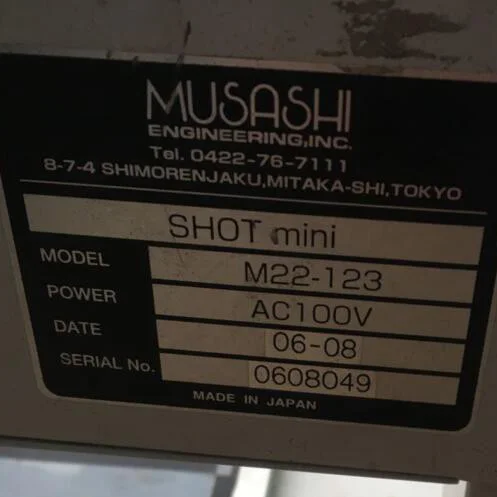 MUSASHI
ENGINEERING,INC.
Tel. 0422-76-7111
8-7-4 SHIMORENJAKU,MITAKA-SHI,TOKYO
SHOT mini
MODEL M22-123
POWER AC100V
DATE 06-08
SERIAL No. 0608049
MADE IN JAPAN